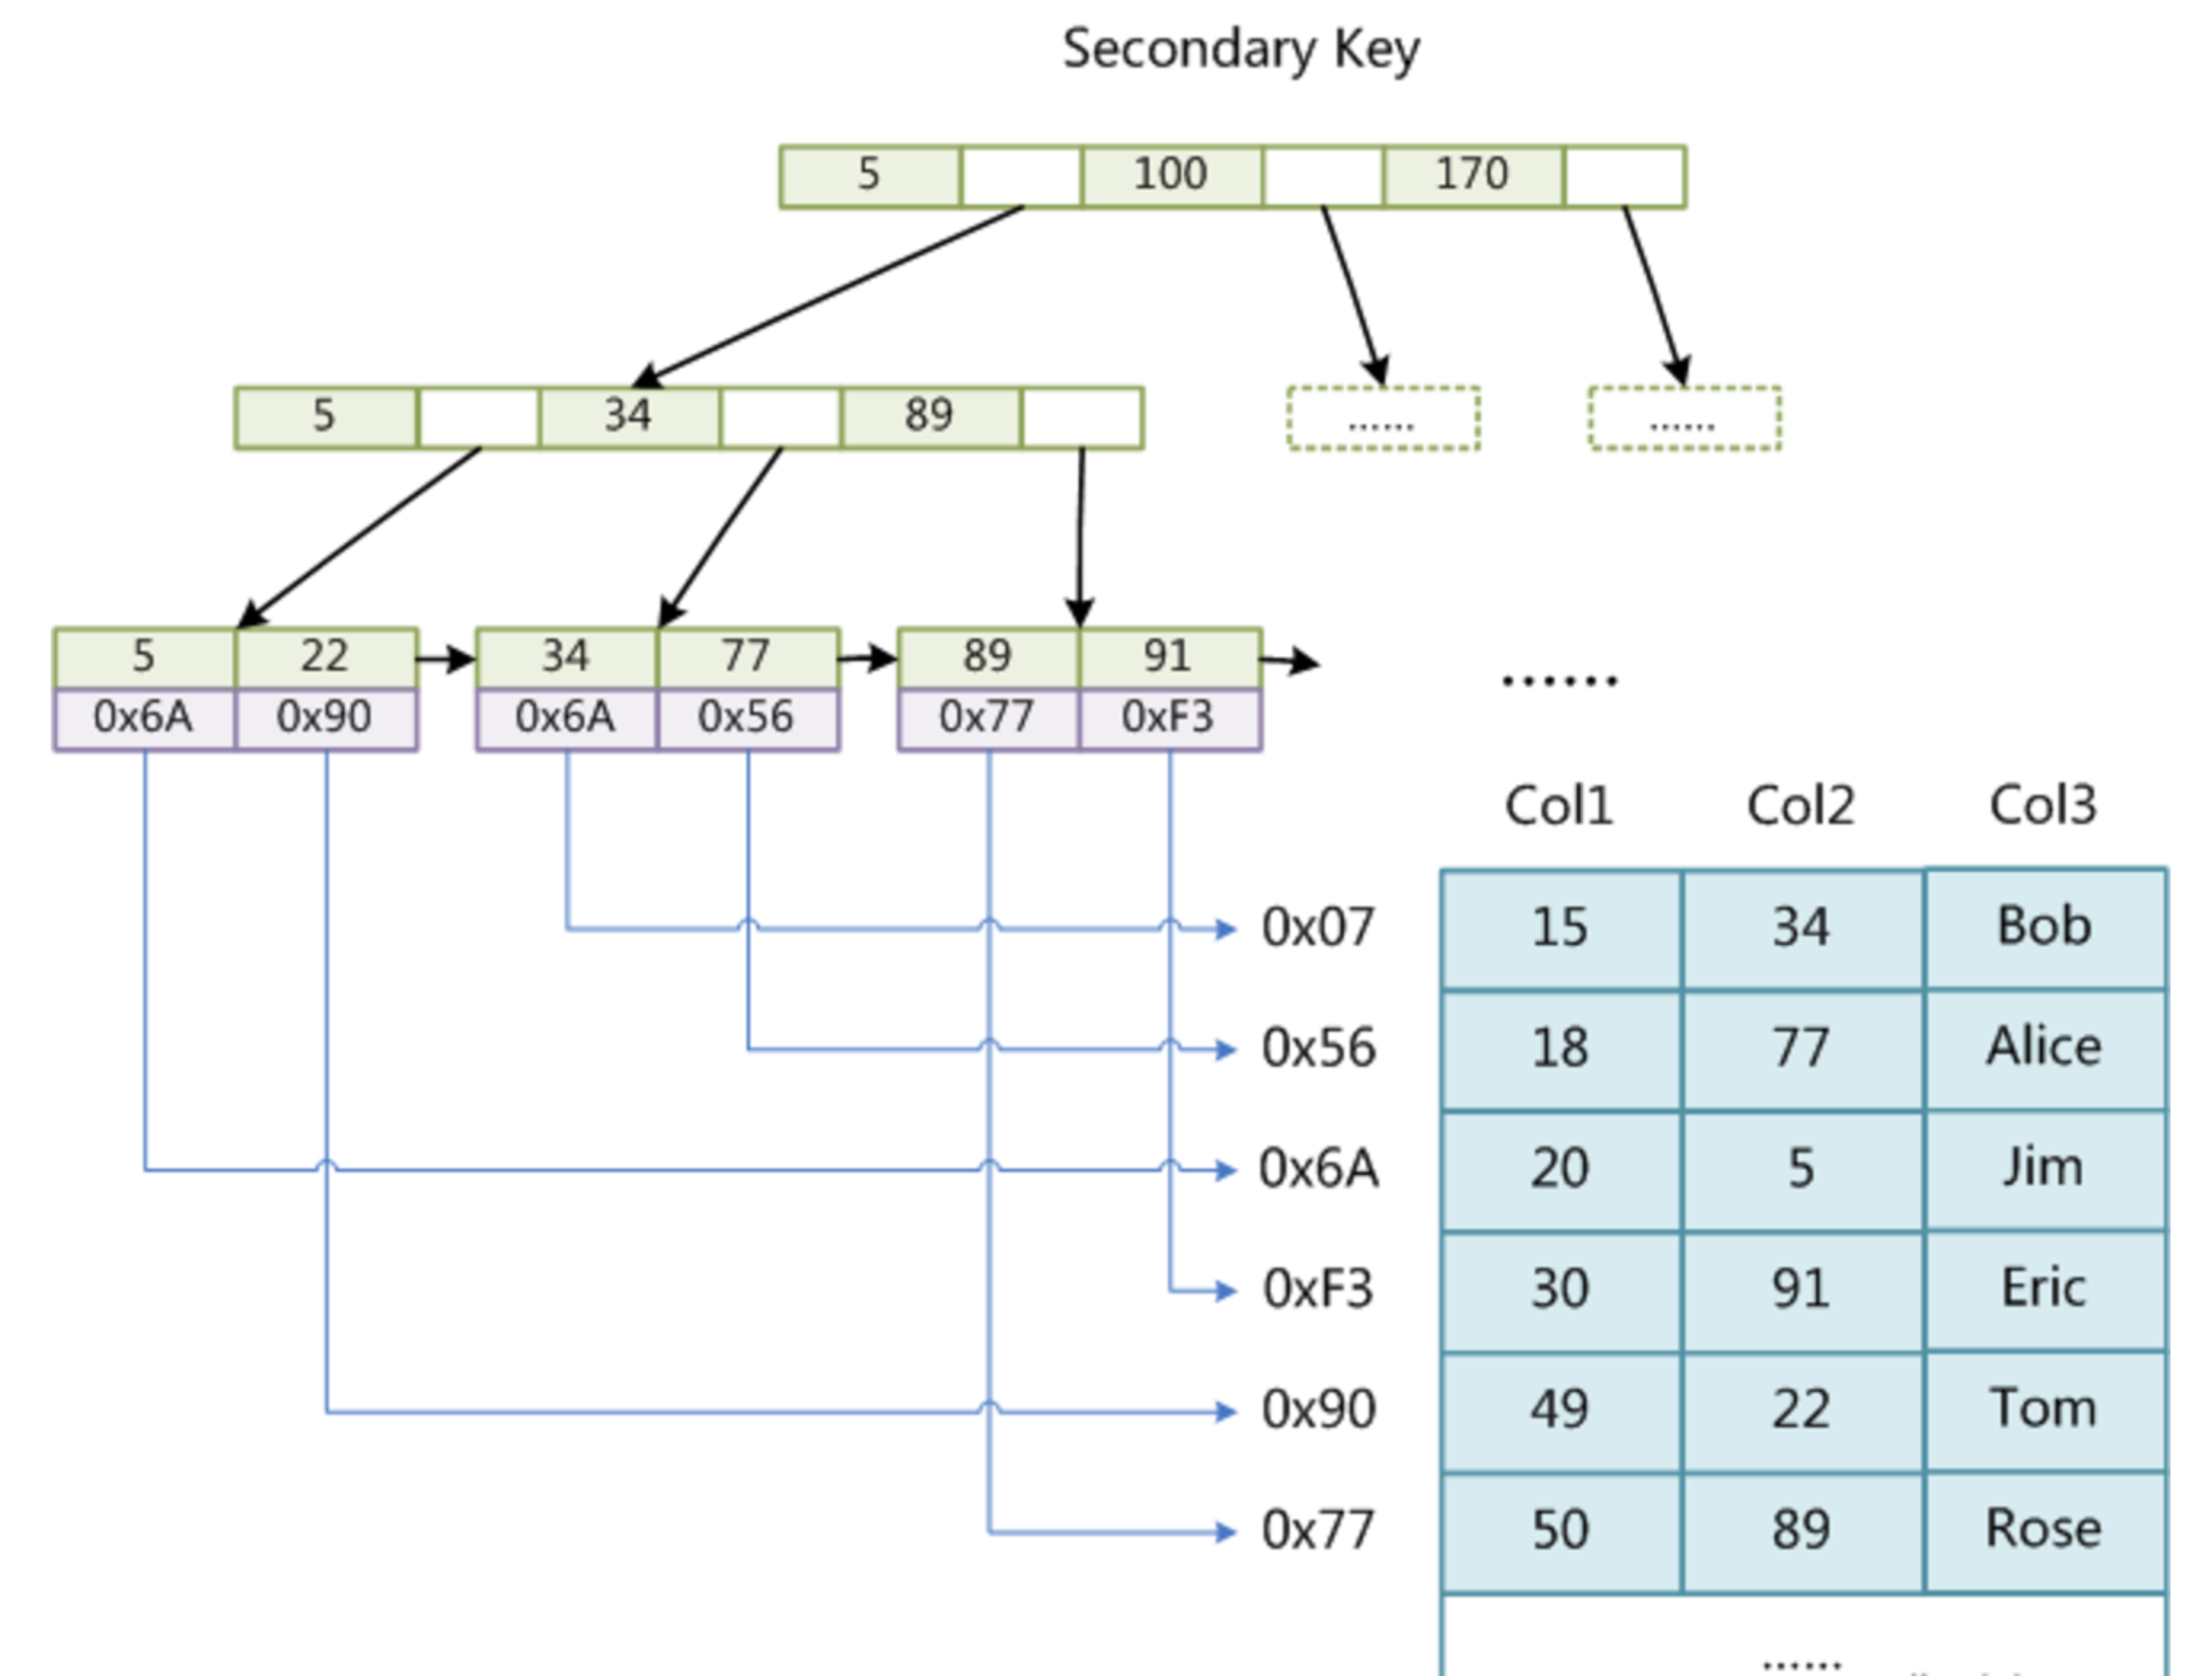 Secondary Key
5 100 170
5 34 89 ...... ......
5 22 34 77 89 91
0x6A 0x90 0x6A 0x56 0x77 0xF3
......
Col1 Col2 Col3
0x07 15 34 Bob
0x56 18 77 Alice
0x6A 20 5 Jim
0xF3 30 91 Eric
0x90 49 22 Tom
0x77 50 89 Rose
......